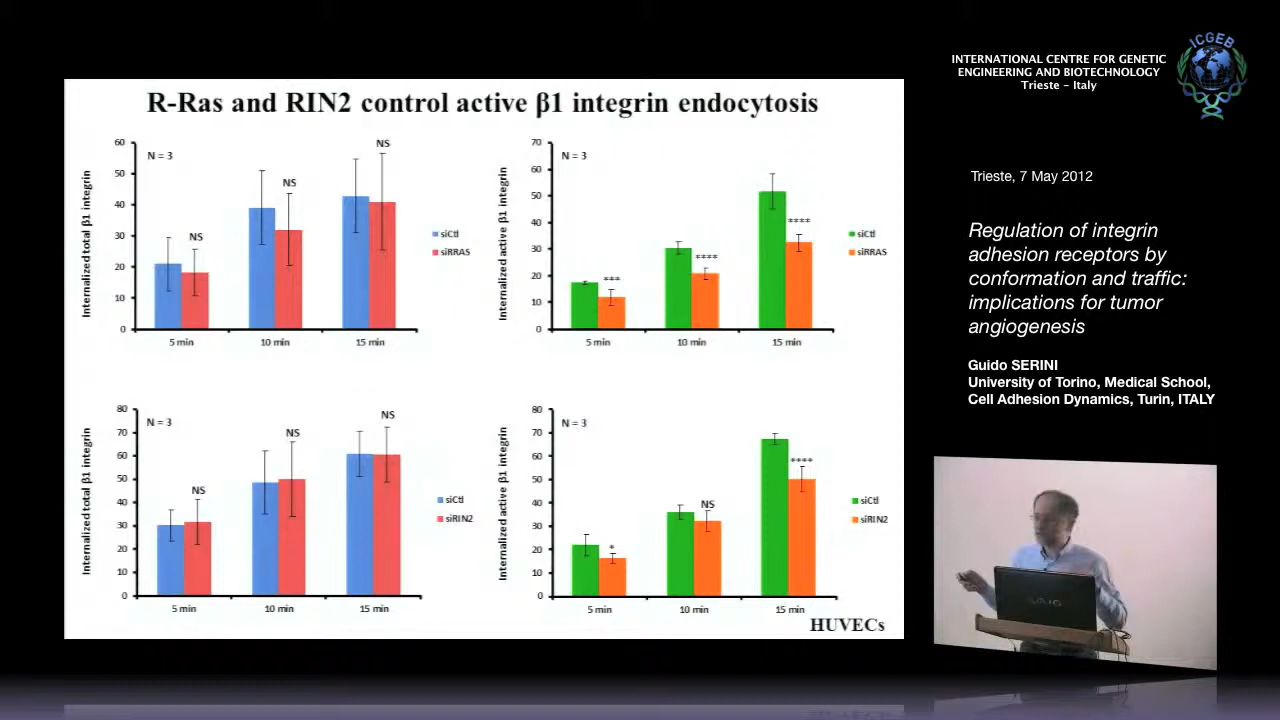 R-Ras and RIN2 control active β1 integrin endocytosis
Internalized total β1 integrin
60
50
40
30
20
10
0
N = 3
NS
NS
NS
5 min
10 min
15 min
siCtl
siRRAS
Internalized active β1 integrin
70
60
50
40
30
20
10
0
N = 3
***
****
****
5 min
10 min
15 min
siCtl
siRRAS
Internalized total β1 integrin
80
70
60
50
40
30
20
10
0
N = 3
NS
NS
NS
5 min
10 min
15 min
siCtl
siRIN2
Internalized active β1 integrin
80
70
60
50
40
30
20
10
0
N = 3
*
NS
****
5 min
10 min
15 min
siCtl
siRIN2
HUVECs
INTERNATIONAL CENTRE FOR GENETIC
ENGINEERING AND BIOTECHNOLOGY
Trieste - Italy
ICGEB
Trieste, 7 May 2012
Regulation of integrin
adhesion receptors by
conformation and traffic:
implications for tumor
angiogenesis
Guido SERINI
University of Torino, Medical School,
Cell Adhesion Dynamics, Turin, ITALY
VAIO